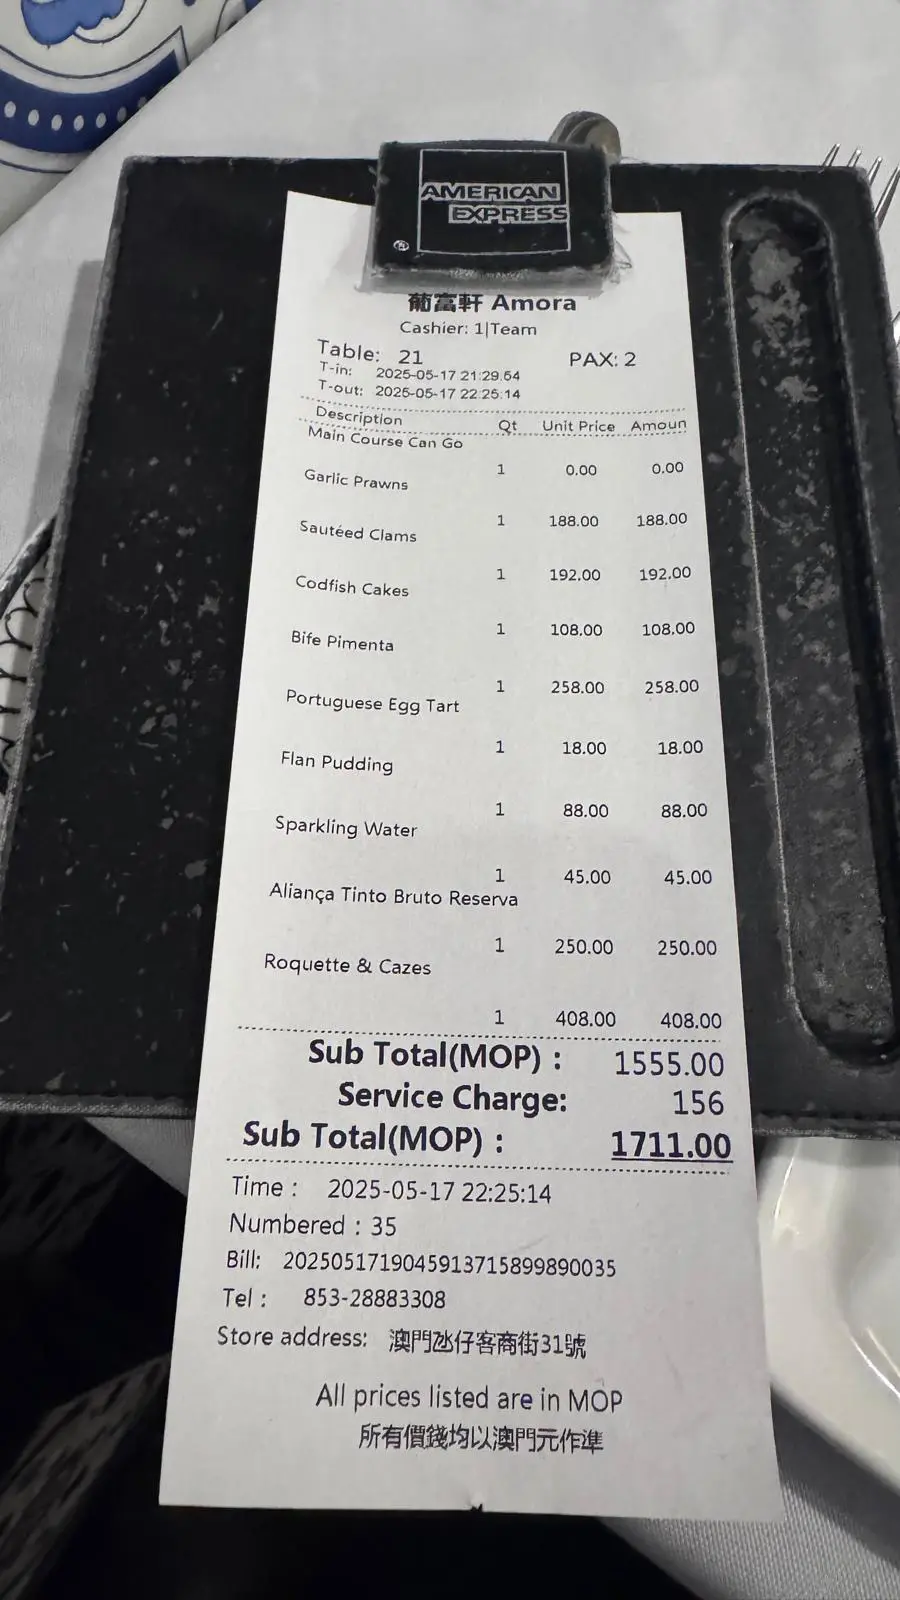 AMERICAN
EXPRESS
®
葡富軒 Amora
Cashier: 1|Team
Table: 21 PAX: 2
T-in: 2025-05-17 21:29:54
T-out: 2025-05-17 22:25:14
Description Qt Unit Price Amoun
Main Course Can Go
1 0.00 0.00
Garlic Prawns
1 188.00 188.00
Sautéed Clams
1 192.00 192.00
Codfish Cakes
1 108.00 108.00
Bife Pimenta
1 258.00 258.00
Portuguese Egg Tart
1 18.00 18.00
Flan Pudding
1 88.00 88.00
Sparkling Water
1 45.00 45.00
Aliança Tinto Bruto Reserva
1 250.00 250.00
Roquette & Cazes
1 408.00 408.00
Sub Total(MOP) : 1555.00
Service Charge: 156
Sub Total(MOP) : 1711.00
Time : 2025-05-17 22:25:14
Numbered : 35
Bill: 2025051719045913715899890035
Tel : 853-28883308
Store address: 澳門氹仔客商街31號
All prices listed are in MOP
所有價錢均以澳門元作準